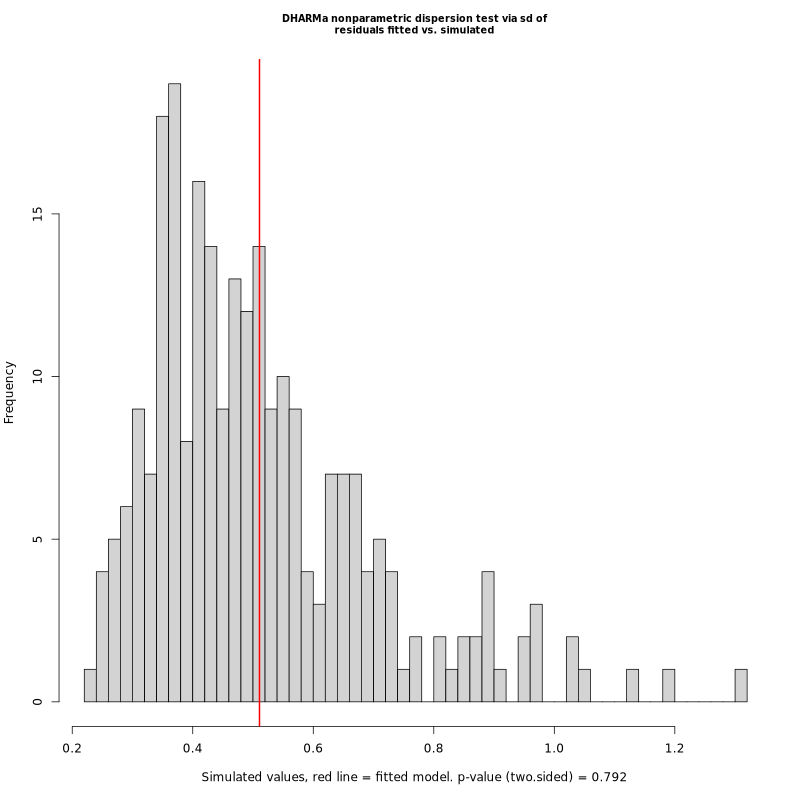 DHARMa nonparametric dispersion test via sd of
residuals fitted vs. simulated
Frequency
15
10
5
0
0.2 0.4 0.6 0.8 1.0 1.2
Simulated values, red line = fitted model. p-value (two.sided) = 0.792